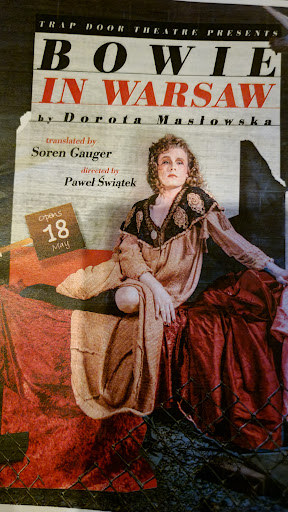 TRAP DOOR THEATRE PRESENTS
BOWIE
IN WARSAW
by Dorota Masłowska
translated by
Soren Gauger
directed by
Paweł Świątek
opens
18
May